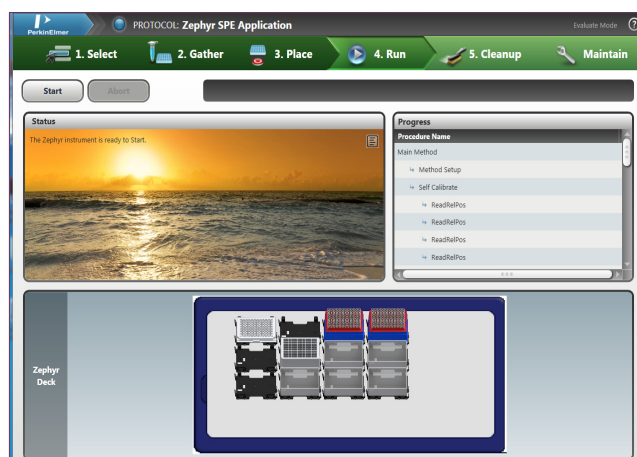 PerkinElmer
PROTOCOL: Zephyr SPE Application
Evaluate Mode
?
1. Select
2. Gather
3. Place
4. Run
5. Cleanup
Maintain
Start
Abort
Status
The Zephyr instrument is ready to Start.
Progress
Procedure Name
Main Method
Method Setup
Self Calibrate
ReadRelPos
ReadRelPos
ReadRelPos
ReadRelPos
Zephyr
Deck